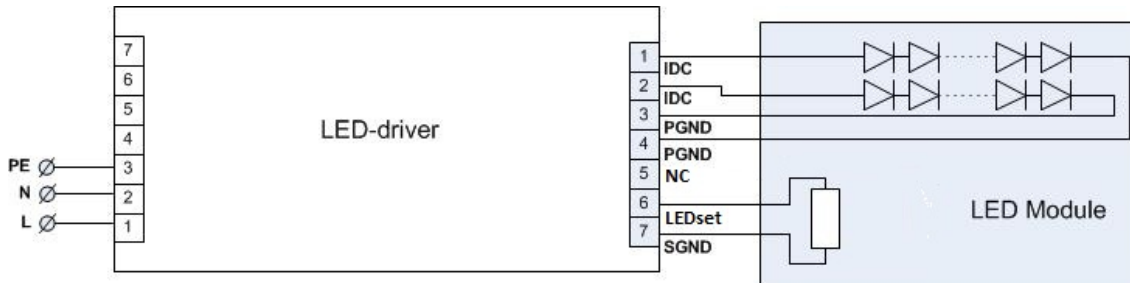 7
6
5
4
3
2
1
PE
N
L
LED-driver
1
2
3
4
5
6
7
IDC
IDC
PGND
PGND
NC
LEDset
SGND
LED Module